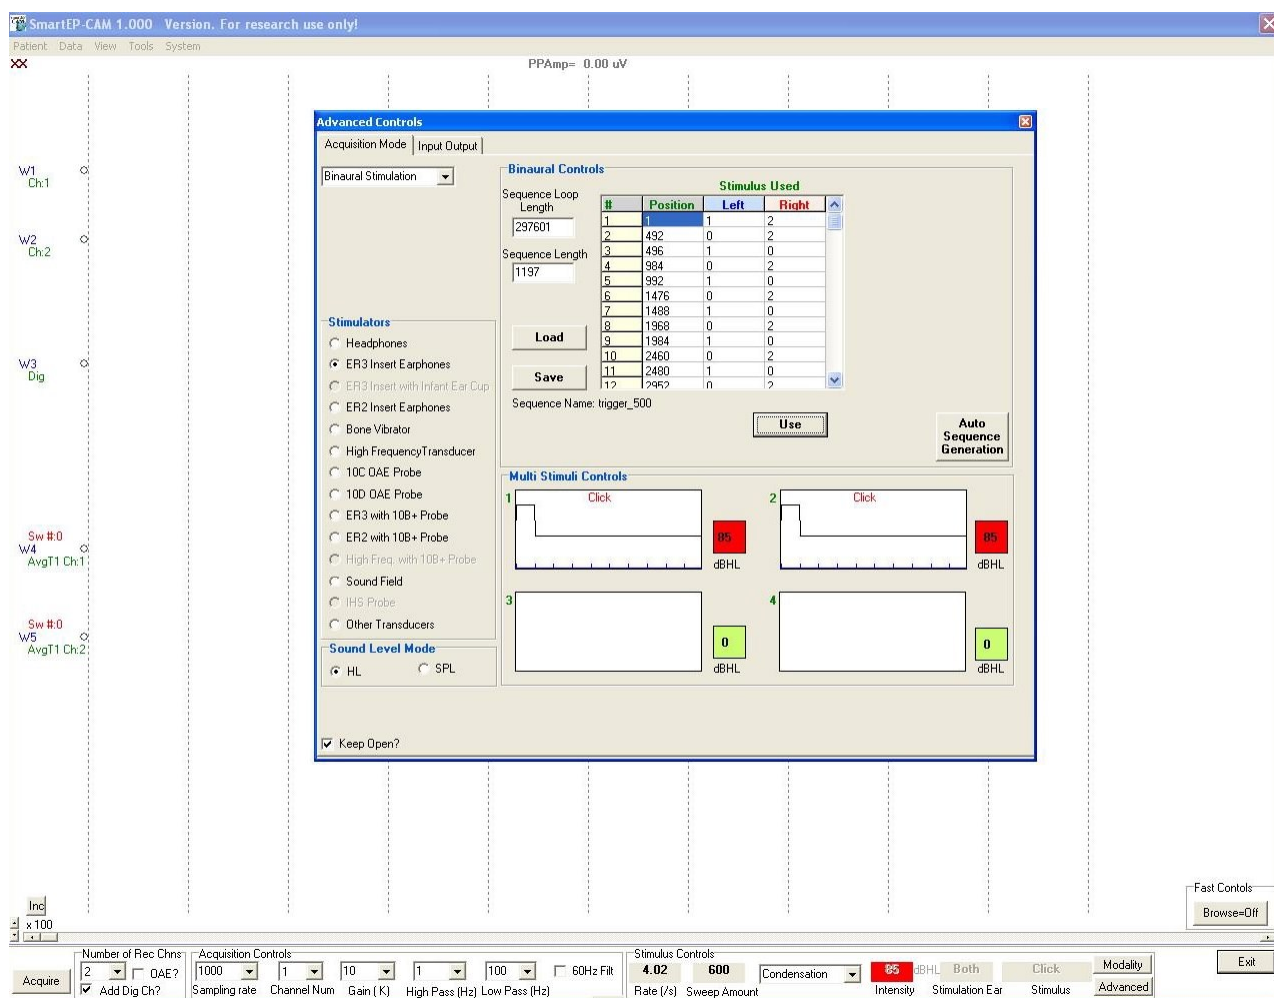 SmartEP-CAM 1.000 Version. For research use only!
Patient Data View Tools System
XX
PPAmp= 0.00 uV
W1
Ch:1
W2
Ch:2
W3
Dig
Sw #:0
W4
AvgT1 Ch:1
Sw #:0
W5
AvgT1 Ch:2
Advanced Controls
Acquisition Mode Input Output
Binaural Stimulation
Stimulators
Headphones
ER3 Insert Earphones
ER3 Insert with Infant Ear Cup
ER2 Insert Earphones
Bone Vibrator
High FrequencyTransducer
10C OAE Probe
10D OAE Probe
ER3 with 10B+ Probe
ER2 with 10B+ Probe
High Freq. with 10B+ Probe
Sound Field
IHS Probe
Other Transducers
Sound Level Mode
HL SPL
Keep Open?
Binaural Controls
Sequence Loop
Length
297601
Sequence Length
1197
Load
Save
Stimulus Used
# Position Left Right
1 1 1 2
2 492 0 2
3 496 1 0
4 984 0 2
5 992 1 0
6 1476 0 2
7 1488 1 0
8 1968 0 2
9 1984 1 0
10 2460 0 2
11 2480 1 0
12 2952 0 2
Sequence Name: trigger_500
Use
Auto
Sequence
Generation
Multi Stimuli Controls
1 Click 85 dBHL
2 Click 85 dBHL
3 0 dBHL
4 0 dBHL
Inc
x 100
Fast Contols
Browse=Off
Acquire
Number of Rec Chns
2 OAE?
Add Dig Ch?
Acquisition Controls
1000 1 10 1 100 60Hz Filt
Sampling rate Channel Num Gain ( K) High Pass (Hz) Low Pass (Hz)
Stimulus Controls
4.02 600 Condensation 85 dBHL Both Click
Rate (/s) Sweep Amount Intensity Stimulation Ear Stimulus
Modality
Advanced
Exit